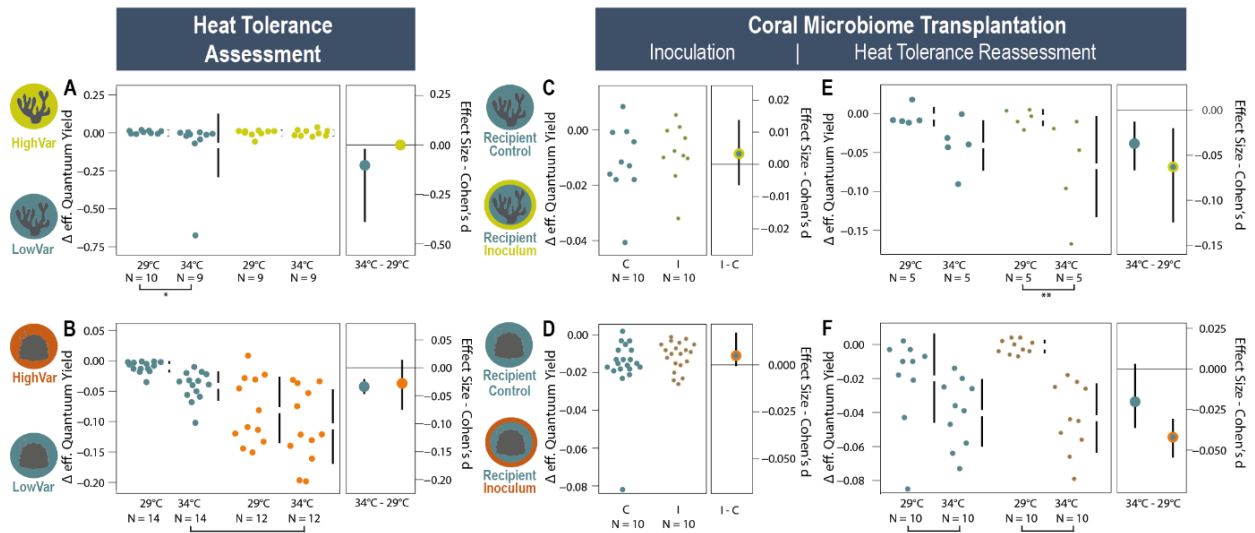 Heat Tolerance
Assessment
Coral Microbiome Transplantation
Inoculation | Heat Tolerance Reassessment
A
HighVar
LowVar
Δ eff. Quantuum Yield
0.25
0.00
−0.25
−0.50
−0.75
29°C 34°C 29°C 34°C
N = 10 N = 9 N = 9 N = 9
*
0.25
0.00
−0.25
−0.50
Effect Size - Cohen's d
34°C - 29°C
C
Recipient
Control
Recipient
Inoculum
Δ eff. Quantum Yield
0.00
−0.02
−0.04
C I
N = 10 N = 10
0.02
0.01
0.00
0.01
−0.02
Effect Size - Cohen's d
I - C
E
Δ eff. Quantum Yield
0.00
−0.05
−0.10
−0.15
29°C 34°C 29°C 34°C
N = 5 N = 5 N = 5 N = 5
**
0.00
−0.05
−0.10
−0.15
Effect Size - Cohen's d
34°C - 29°C
B
HighVar
LowVar
Δ eff. Quantuum Yield
0.05
0.00
−0.05
−0.10
−0.15
−0.20
29°C 34°C 29°C 34°C
N = 14 N = 14 N = 12 N = 12
0.05
0.00
−0.05
−0.10
−0.15
−0.20
Effect Size - Cohen's d
34°C - 29°C
D
Recipient
Control
Recipient
Inoculum
Δ eff. Quantum Yield
0.00
−0.02
−0.04
−0.06
−0.08
C I
N = 10 N = 10
0.00
−0.050
Effect Size - Cohen's d
I - C
F
Δ eff. Quantum Yield
0.00
−0.02
−0.04
−0.06
−0.08
29°C 34°C 29°C 34°C
N = 10 N = 10 N = 10 N = 10
0.025
0.000
−0.025
−0.050
Effect Size - Cohen's d
34°C - 29°C